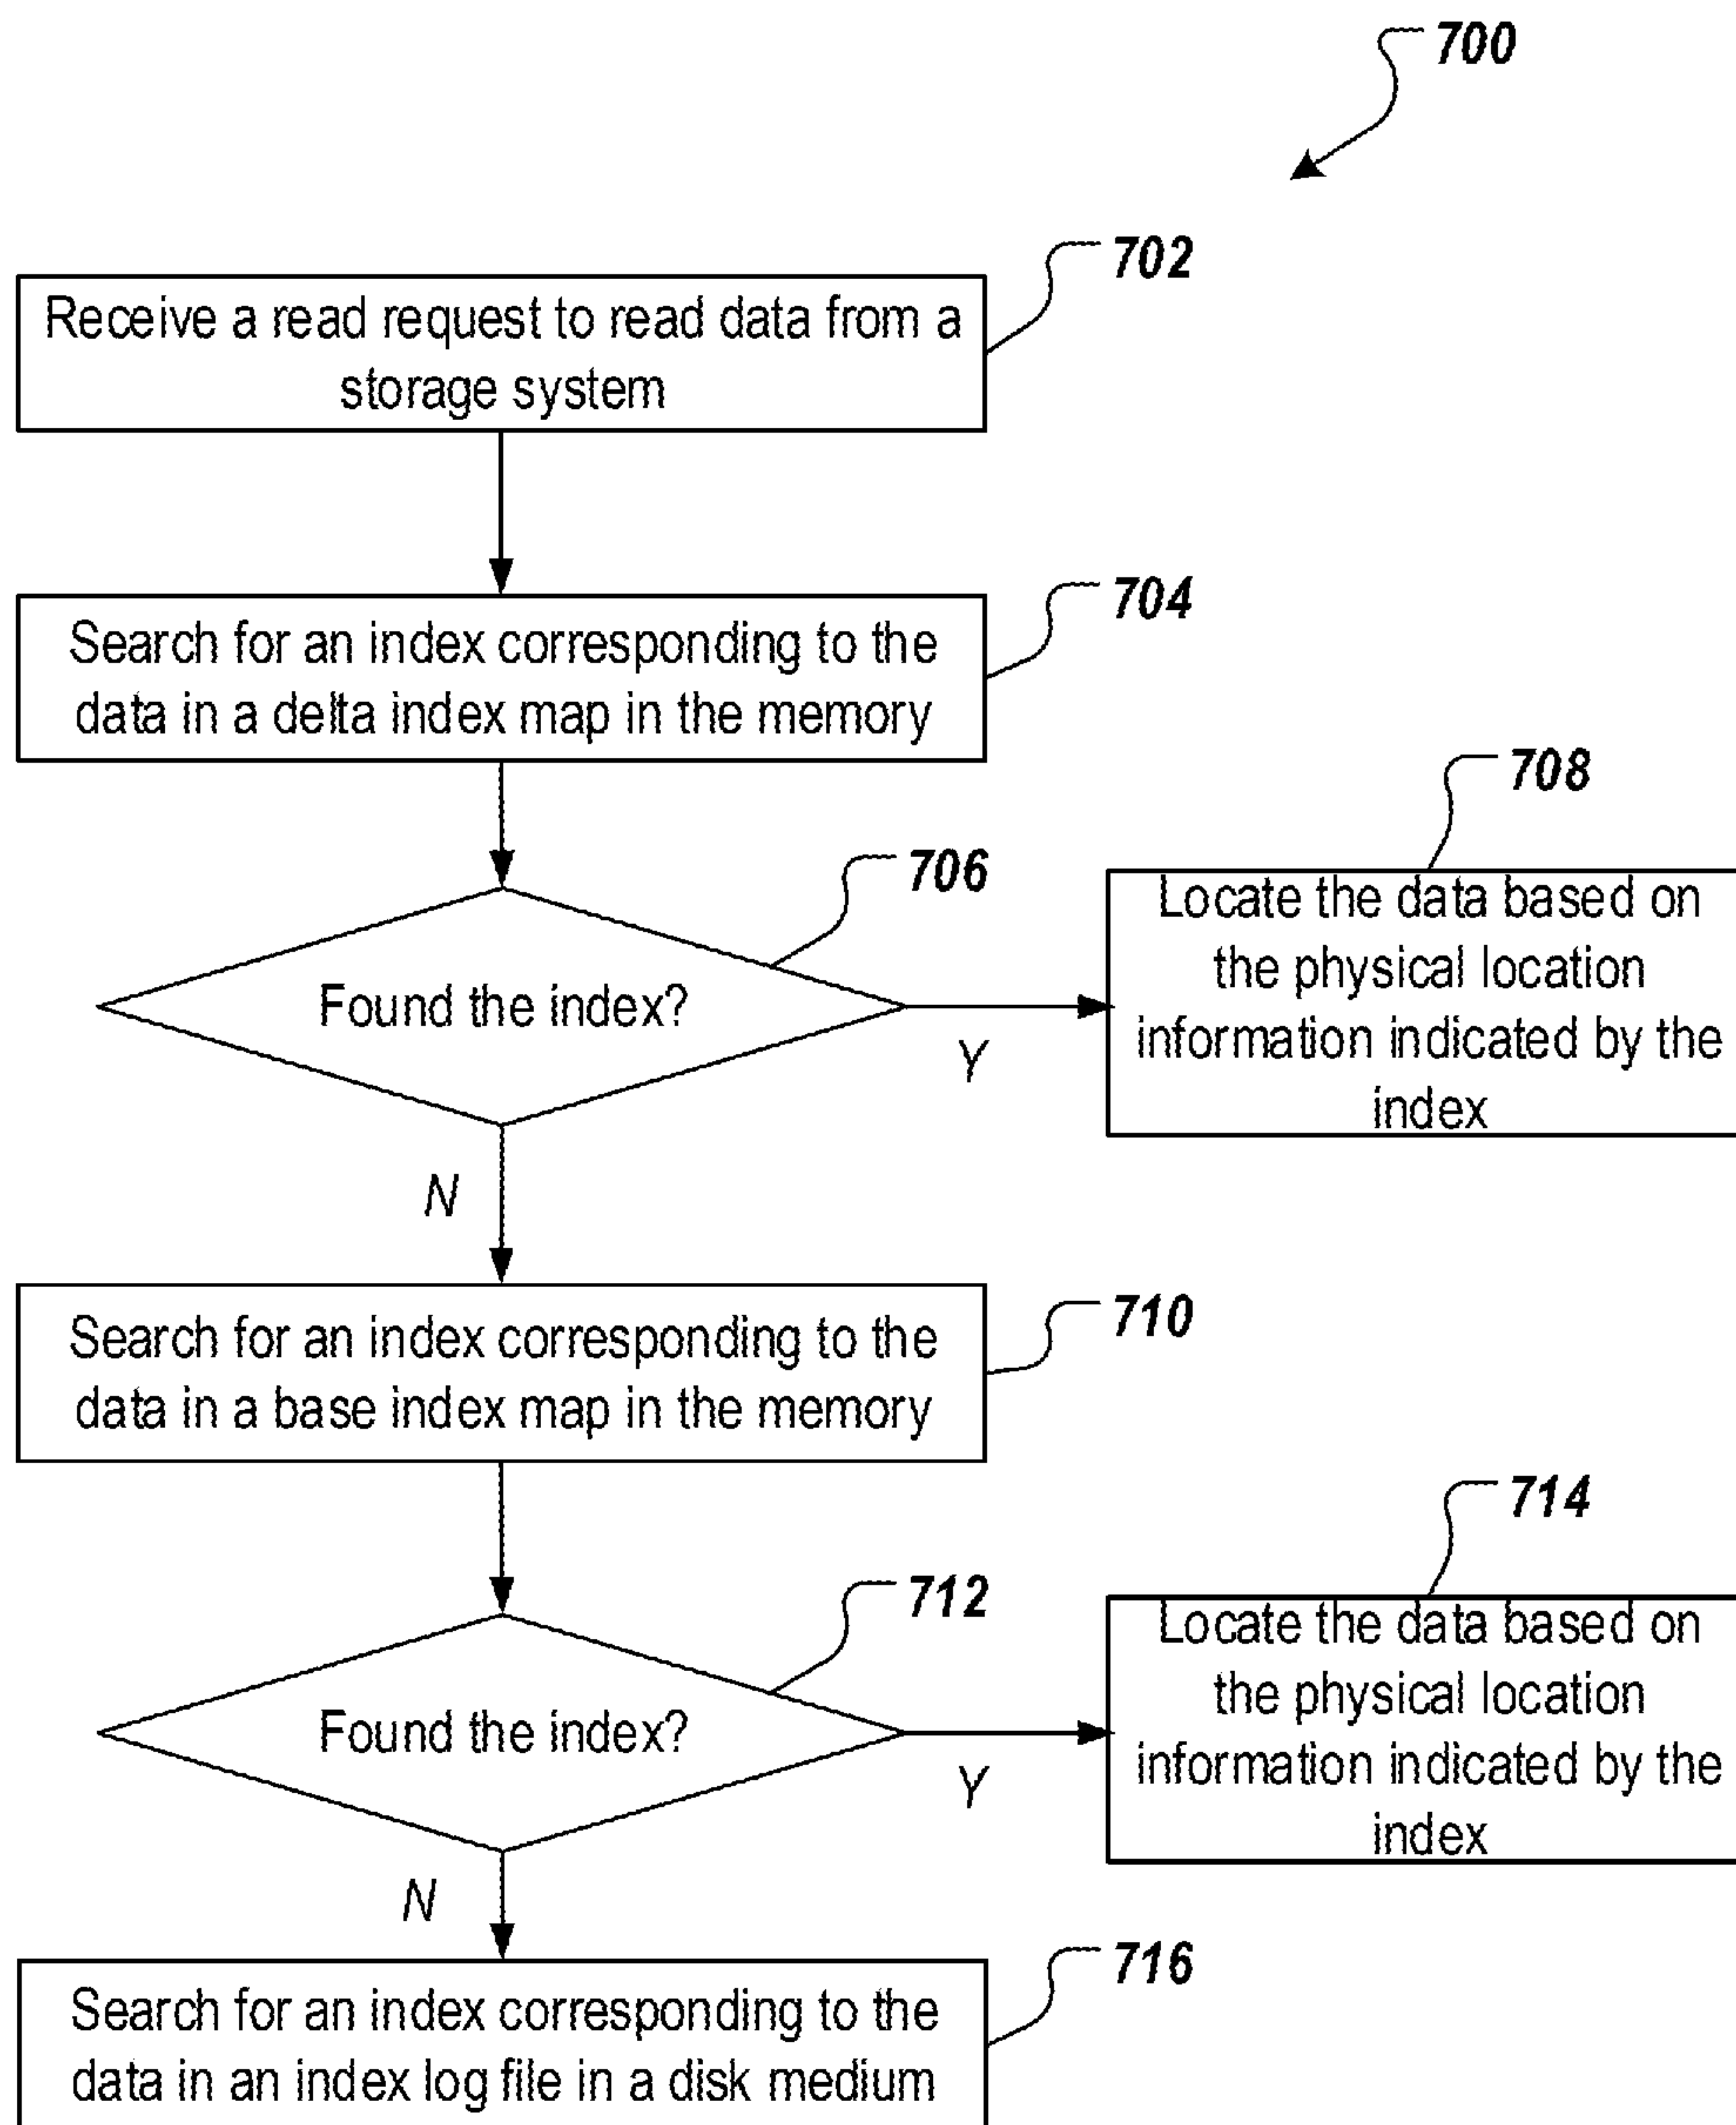 700
702
Receive a read request to read data from a
storage system
704
Search for an index corresponding to the
data in a delta index map in the memory
706
708
Found the index?
Y
Locate the data based on
the physical location
information indicated by the
index
N
710
Search for an index corresponding to the
data in a base index map in the memory
712
714
Found the index?
Y
Locate the data based on
the physical location
information indicated by the
index
N
716
Search for an index corresponding to the
data in an index log file in a disk medium